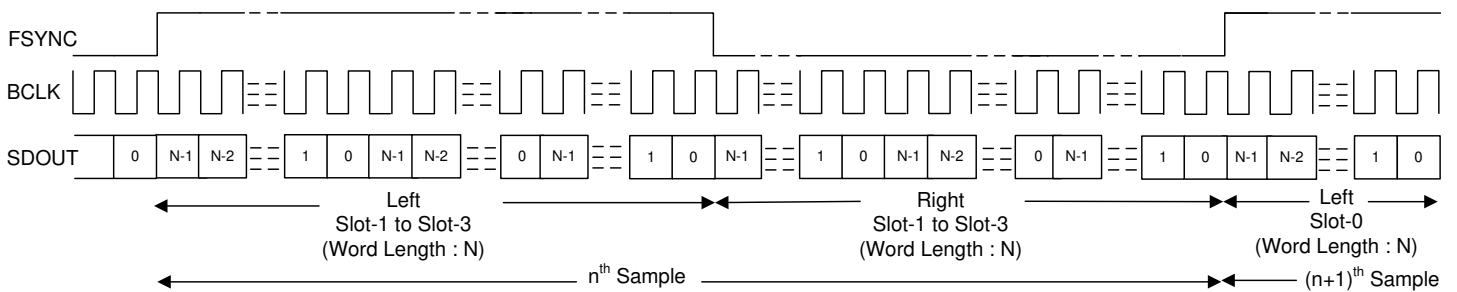 FSYNC
BCLK
SDOUT 0 N-1 N-2 1 0 N-1 N-2 0 N-1 1 0 N-1 1 0 N-1 N-2 0 N-1 1 0 N-1 N-2 1 0
Left Right Left
Slot-1 to Slot-3 Slot-1 to Slot-3 Slot-0
(Word Length : N) (Word Length : N) (Word Length : N)
nth Sample (n+1)th Sample